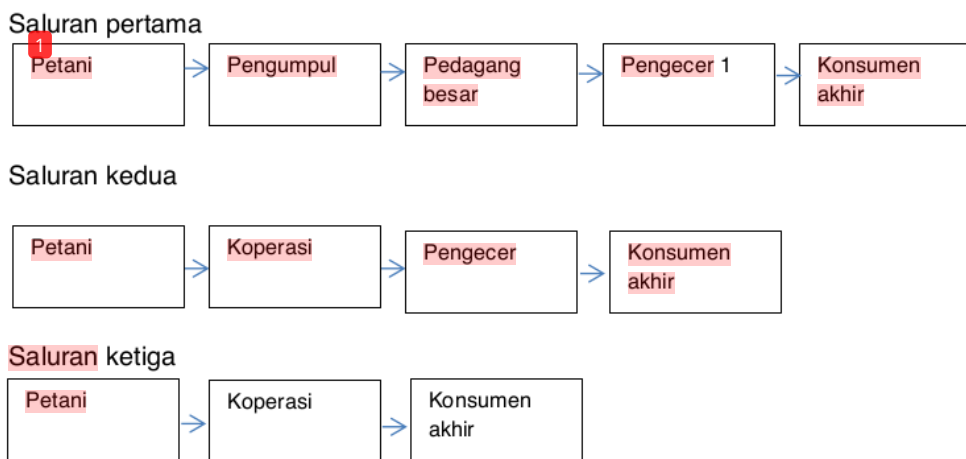 Saluran pertama
1
Petani
Pengumpul
Pedagang
besar
Pengecer 1
Konsumen
akhir
Saluran kedua
Petani
Koperasi
Pengecer
Konsumen
akhir
Saluran ketiga
Petani
Koperasi
Konsumen
akhir